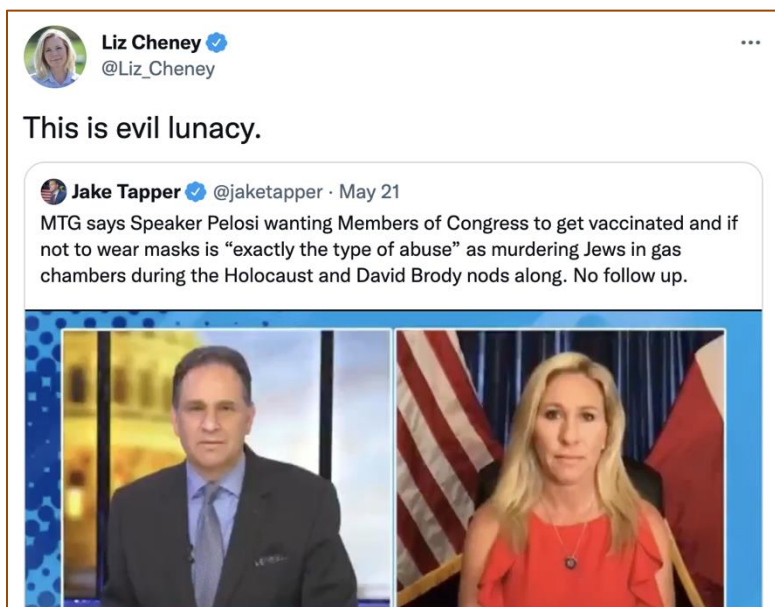 Liz Cheney
@Liz_Cheney
This is evil lunacy.
Jake Tapper @jaketapper · May 21
MTG says Speaker Pelosi wanting Members of Congress to get vaccinated and if
not to wear masks is “exactly the type of abuse” as murdering Jews in gas
chambers during the Holocaust and David Brody nods along. No follow up.